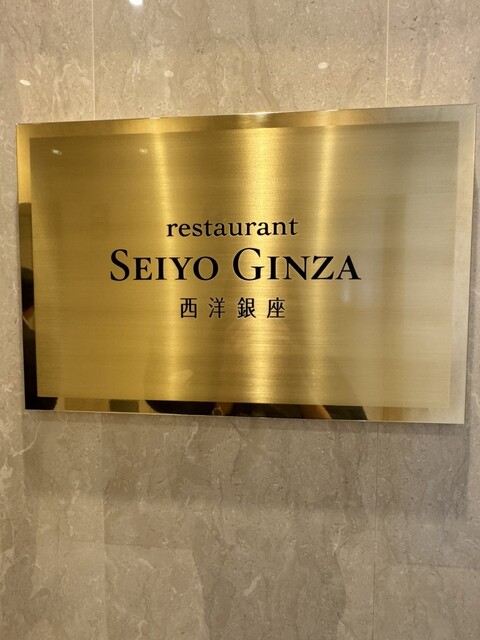 restaurant
SEIYO GINZA
西洋銀座